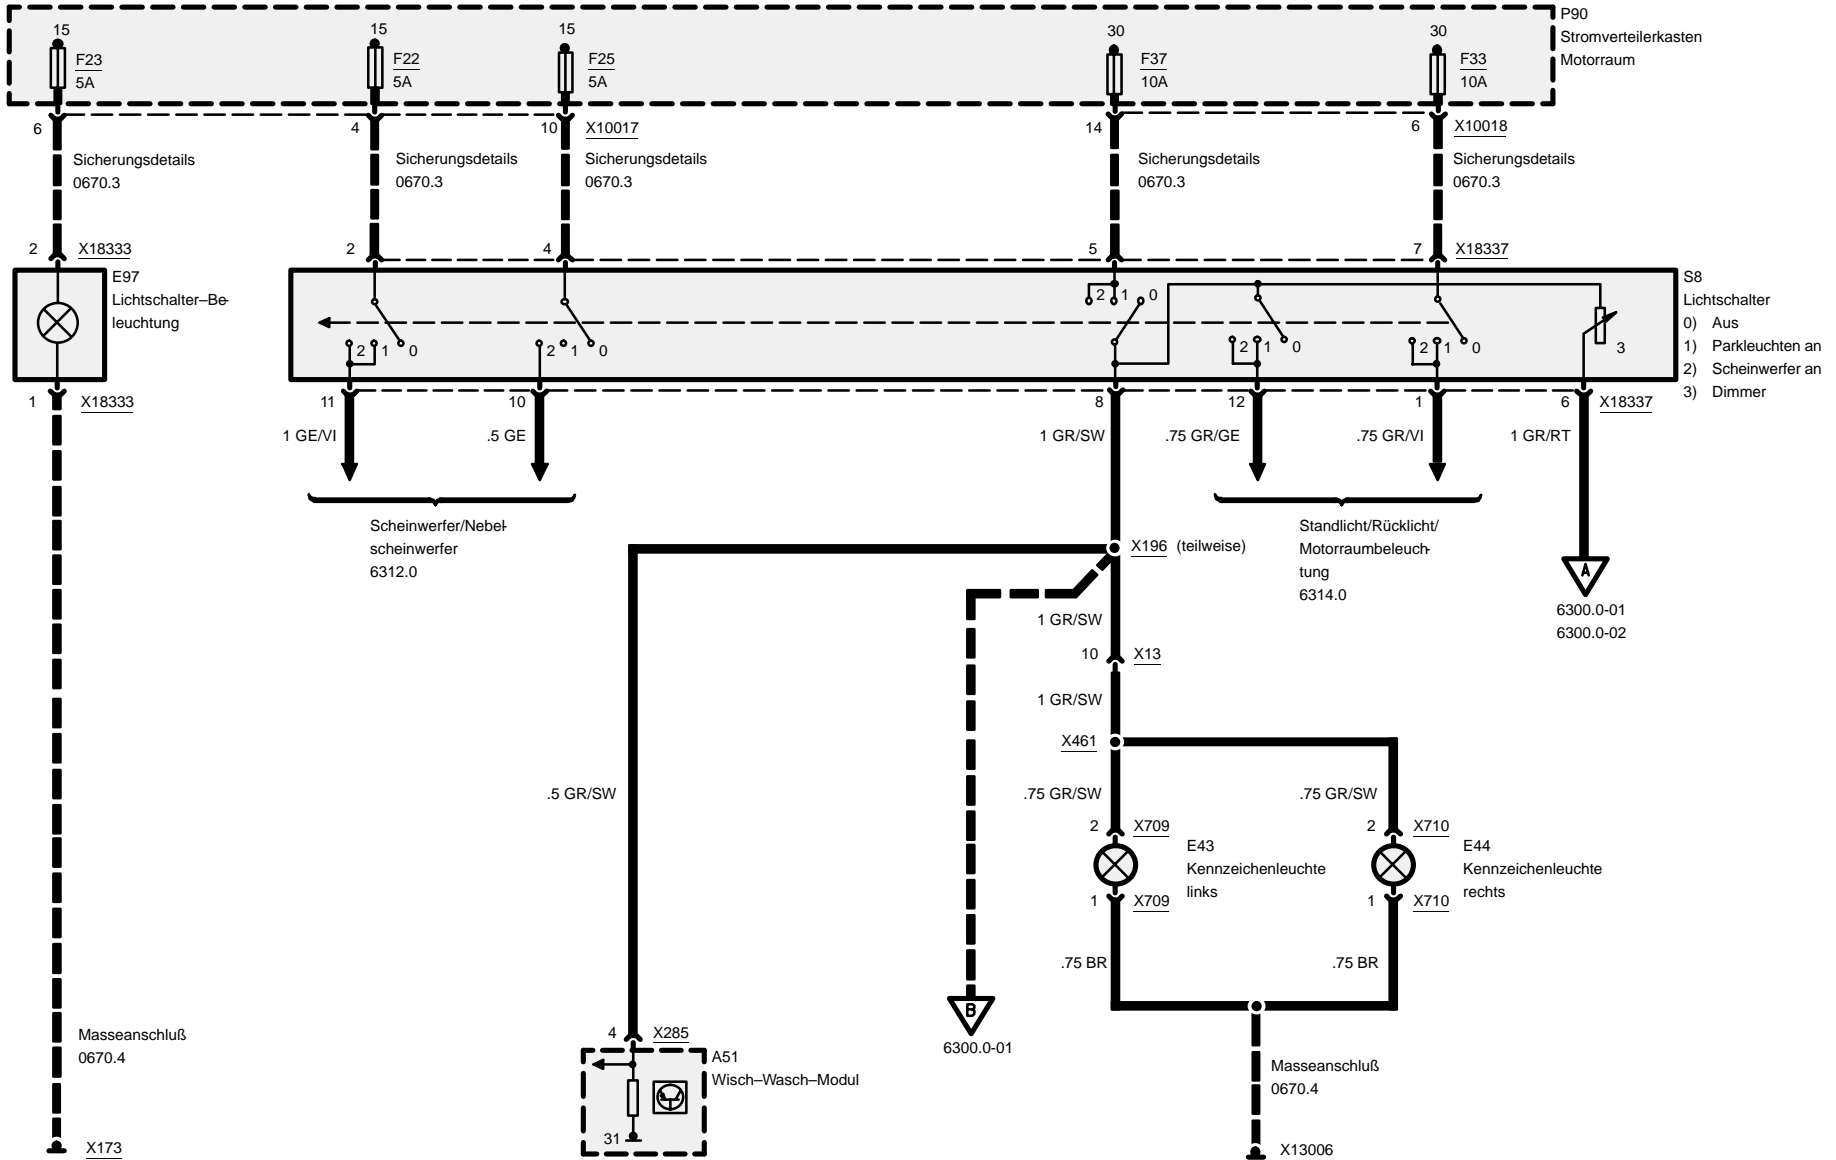 P90
Stromverteilerkasten
Motorraum
15
F23
5A
15
F22
5A
15
F25
5A
30
F37
10A
30
F33
10A
6
4
10
X10017
14
6
X10018
Sicherungsdetails
0670.3
Sicherungsdetails
0670.3
Sicherungsdetails
0670.3
Sicherungsdetails
0670.3
Sicherungsdetails
0670.3
2
X18333
2
4
5
7
X18337
E97
Lichtschalter–Be-
leuchtung
2 1 0
2 1 0
2 1 0
2 1 0
2 1 0
3
S8
Lichtschalter
0) Aus
1) Parkleuchten an
2) Scheinwerfer an
3) Dimmer
1
X18333
11
10
8
12
1
6
X18337
1 GE/VI
.5 GE
1 GR/SW
.75 GR/GE
.75 GR/VI
1 GR/RT
Scheinwerfer/Nebel-
scheinwerfer
6312.0
Standlicht/Rücklicht/
Motorraumbeleuch-
tung
6314.0
X196 (teilweise)
A
6300.0-01
6300.0-02
1 GR/SW
10
X13
1 GR/SW
X461
.5 GR/SW
.75 GR/SW
.75 GR/SW
2
X709
2
X710
E43
Kennzeichenleuchte
links
E44
Kennzeichenleuchte
rechts
1
X709
1
X710
.75 BR
.75 BR
B
6300.0-01
Masseanschluß
0670.4
4
X285
A51
Wisch–Wasch–Modul
31
Masseanschluß
0670.4
X173
X13006